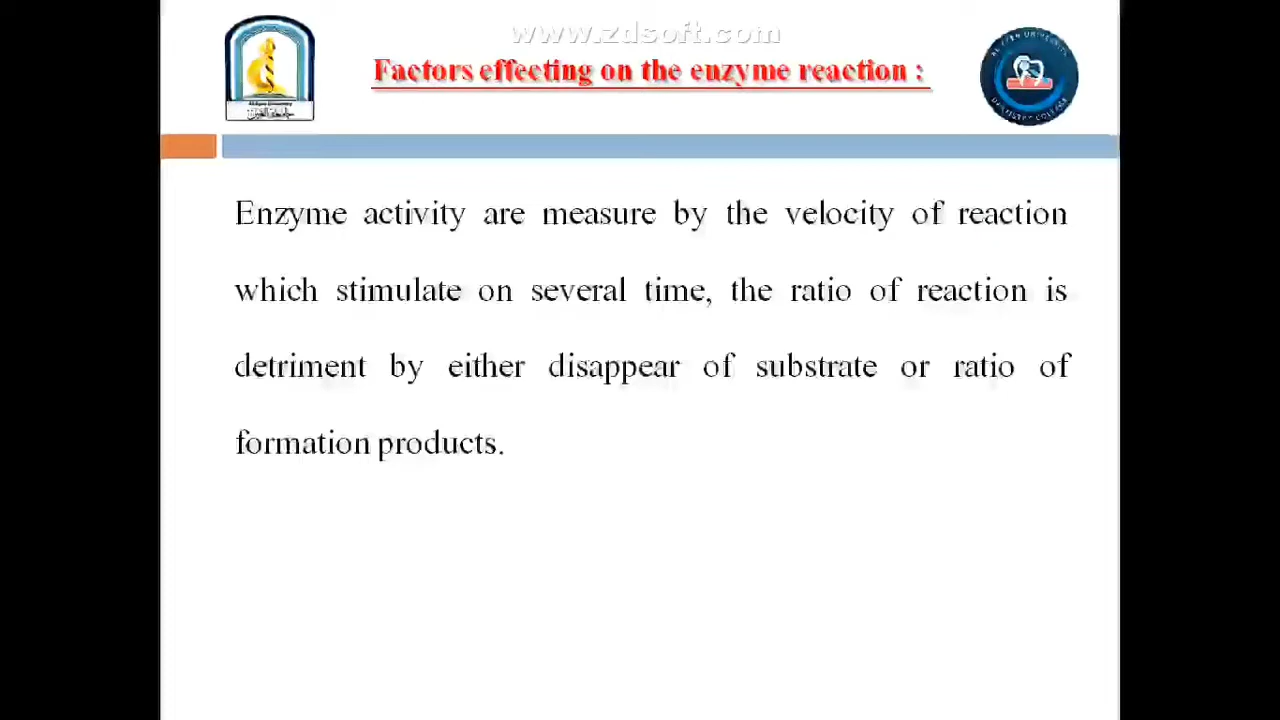 www.zdsoft.com
Factors effecting on the enzyme reaction :
Enzyme activity are measure by the velocity of reaction
which stimulate on several time, the ratio of reaction is
detriment by either disappear of substrate or ratio of
formation products.